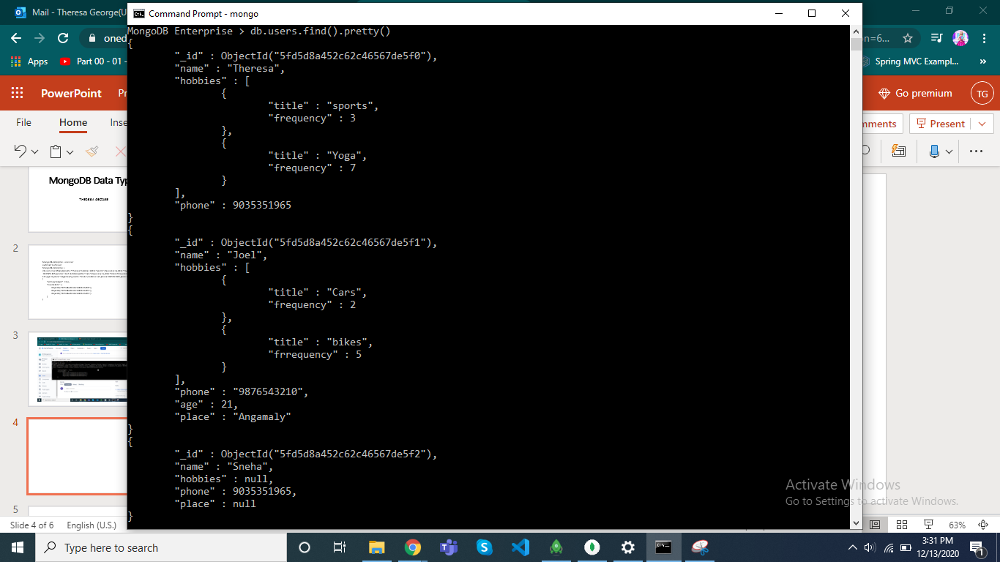 Mail - Theresa George(U
Command Prompt - mongo
oned
n=6...
Apps
Part 00 - 01 -
Spring MVC Exampl...
»
PowerPoint
Pr
Go premium
TG
File
Home
Inse
mments
Present
MongoDB Data Typ
THERESA GEORGE
2
3
4
5
MongoDB Enterprise > db.users.find().pretty()
{
"_id" : ObjectId("5fd5d8a452c62c46567de5f0"),
"name" : "Theresa",
"hobbies" : [
{
"title" : "sports",
"frequency" : 3
},
{
"title" : "Yoga",
"frequency" : 7
}
],
"phone" : 9035351965
}
{
"_id" : ObjectId("5fd5d8a452c62c46567de5f1"),
"name" : "Joel",
"hobbies" : [
{
"title" : "Cars",
"frequency" : 2
},
{
"title" : "bikes",
"frrequency" : 5
}
],
"phone" : "9876543210",
"age" : 21,
"place" : "Angamaly"
}
{
"_id" : ObjectId("5fd5d8a452c62c46567de5f2"),
"name" : "Sneha",
"hobbies" : null,
"phone" : 9035351965,
"place" : null
}
Activate Windows
Go to Settings to activate Windows.
Slide 4 of 6
English (U.S.)
63%
Type here to search
3:31 PM
12/13/2020
1